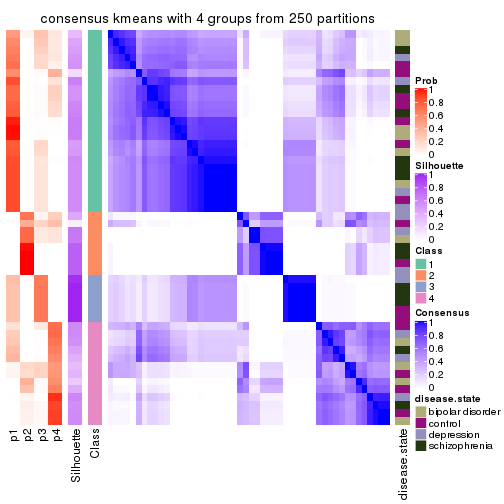 consensus kmeans with 4 groups from 250 partitions
Prob
1
0.8
0.6
0.4
0.2
0
Silhouette
1
0.8
0.6
0.4
0.2
0
Class
1
2
3
4
Consensus
1
0.8
0.6
0.4
0.2
0
disease.state
bipolar disorder
control
depression
schizophrenia
p1
p2
p3
p4
Silhouette
Class
disease.state